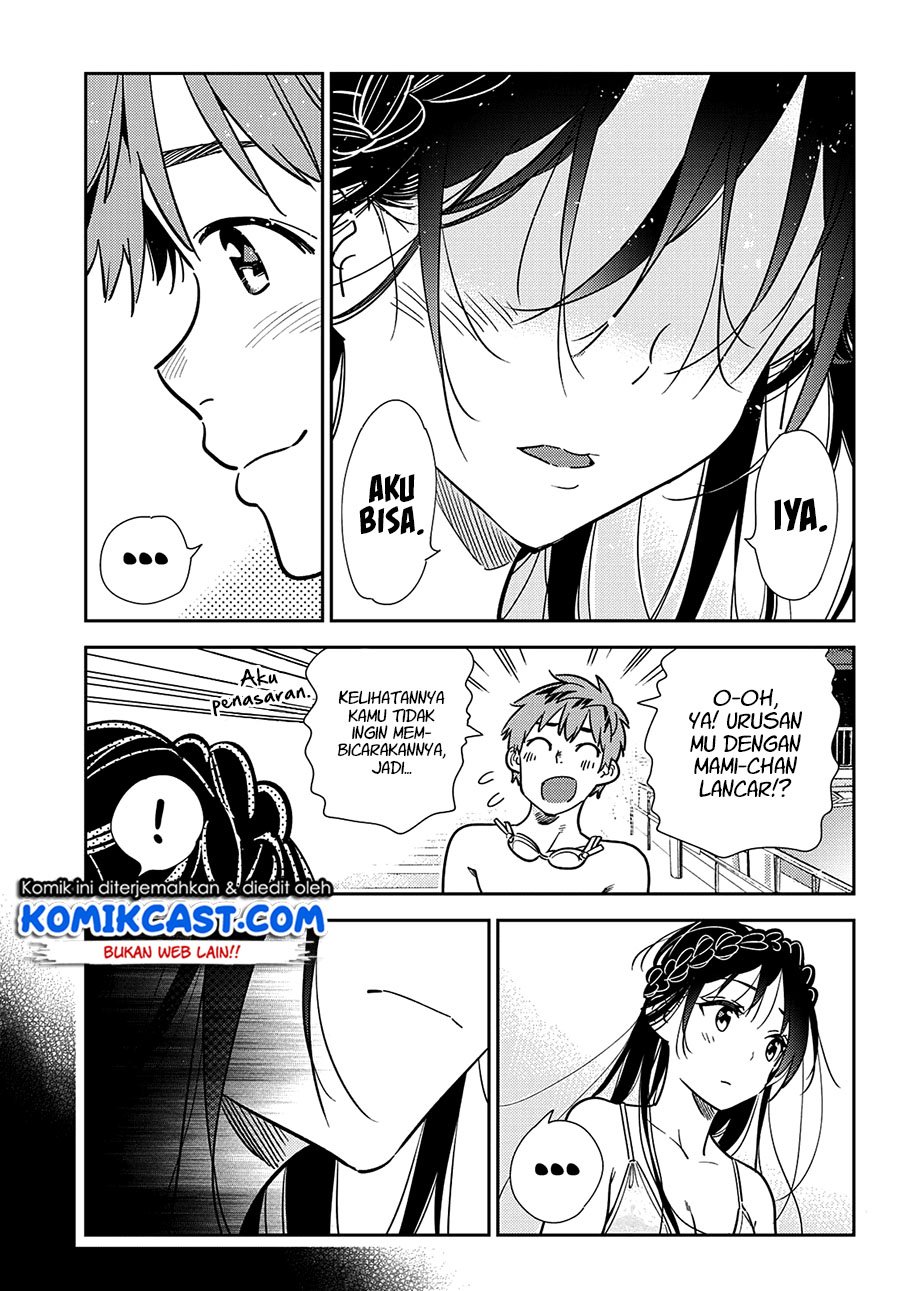 IYA.
AKU
BISA.
...
O-OH,
YA! URUSAN
MU DENGAN
MAMI-CHAN
LANCAR!?
KELIHATANNYA
KAMU TIDAK
INGIN MEM-
BICARAKANNYA,
JADI...
Aku
penasaran.
!
Komik ini diterjemahkan & diedit oleh
KOMIKCAST.COM
BUKAN WEB LAIN!!
...